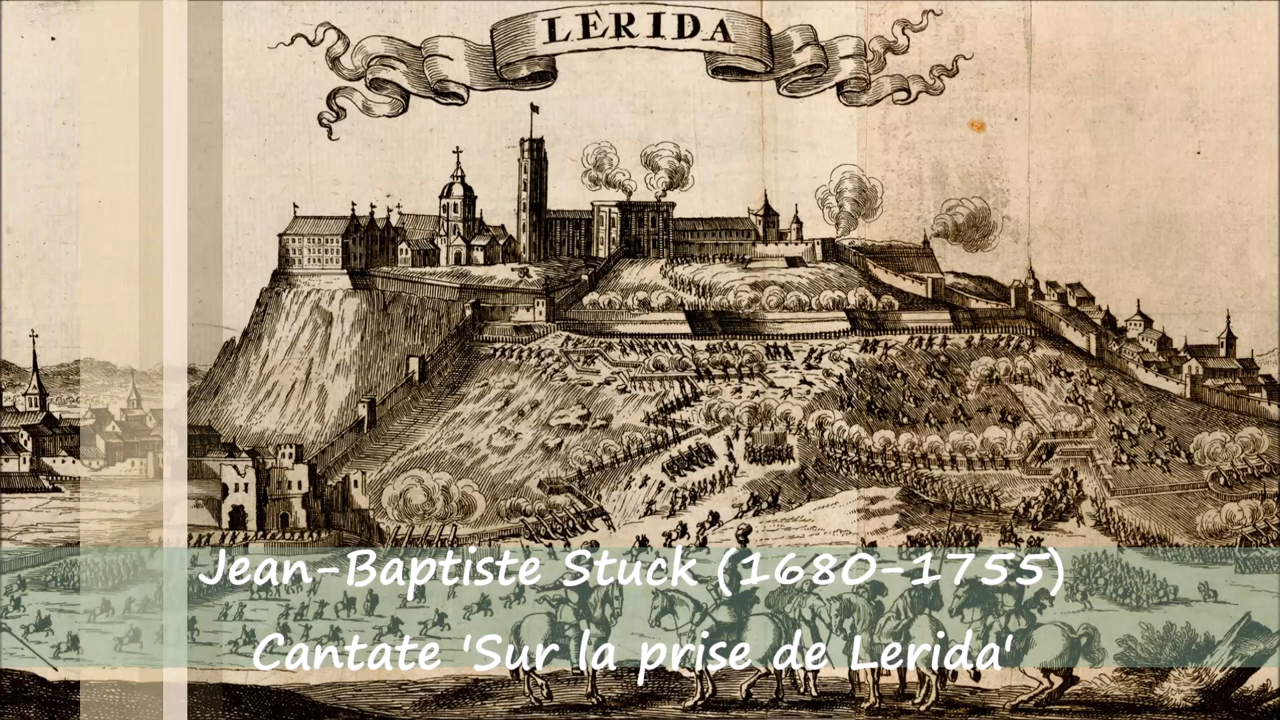 LERIDA
Jean-Baptiste Stuck (1680-1755)
Cantate 'Sur la prise de Lerida'